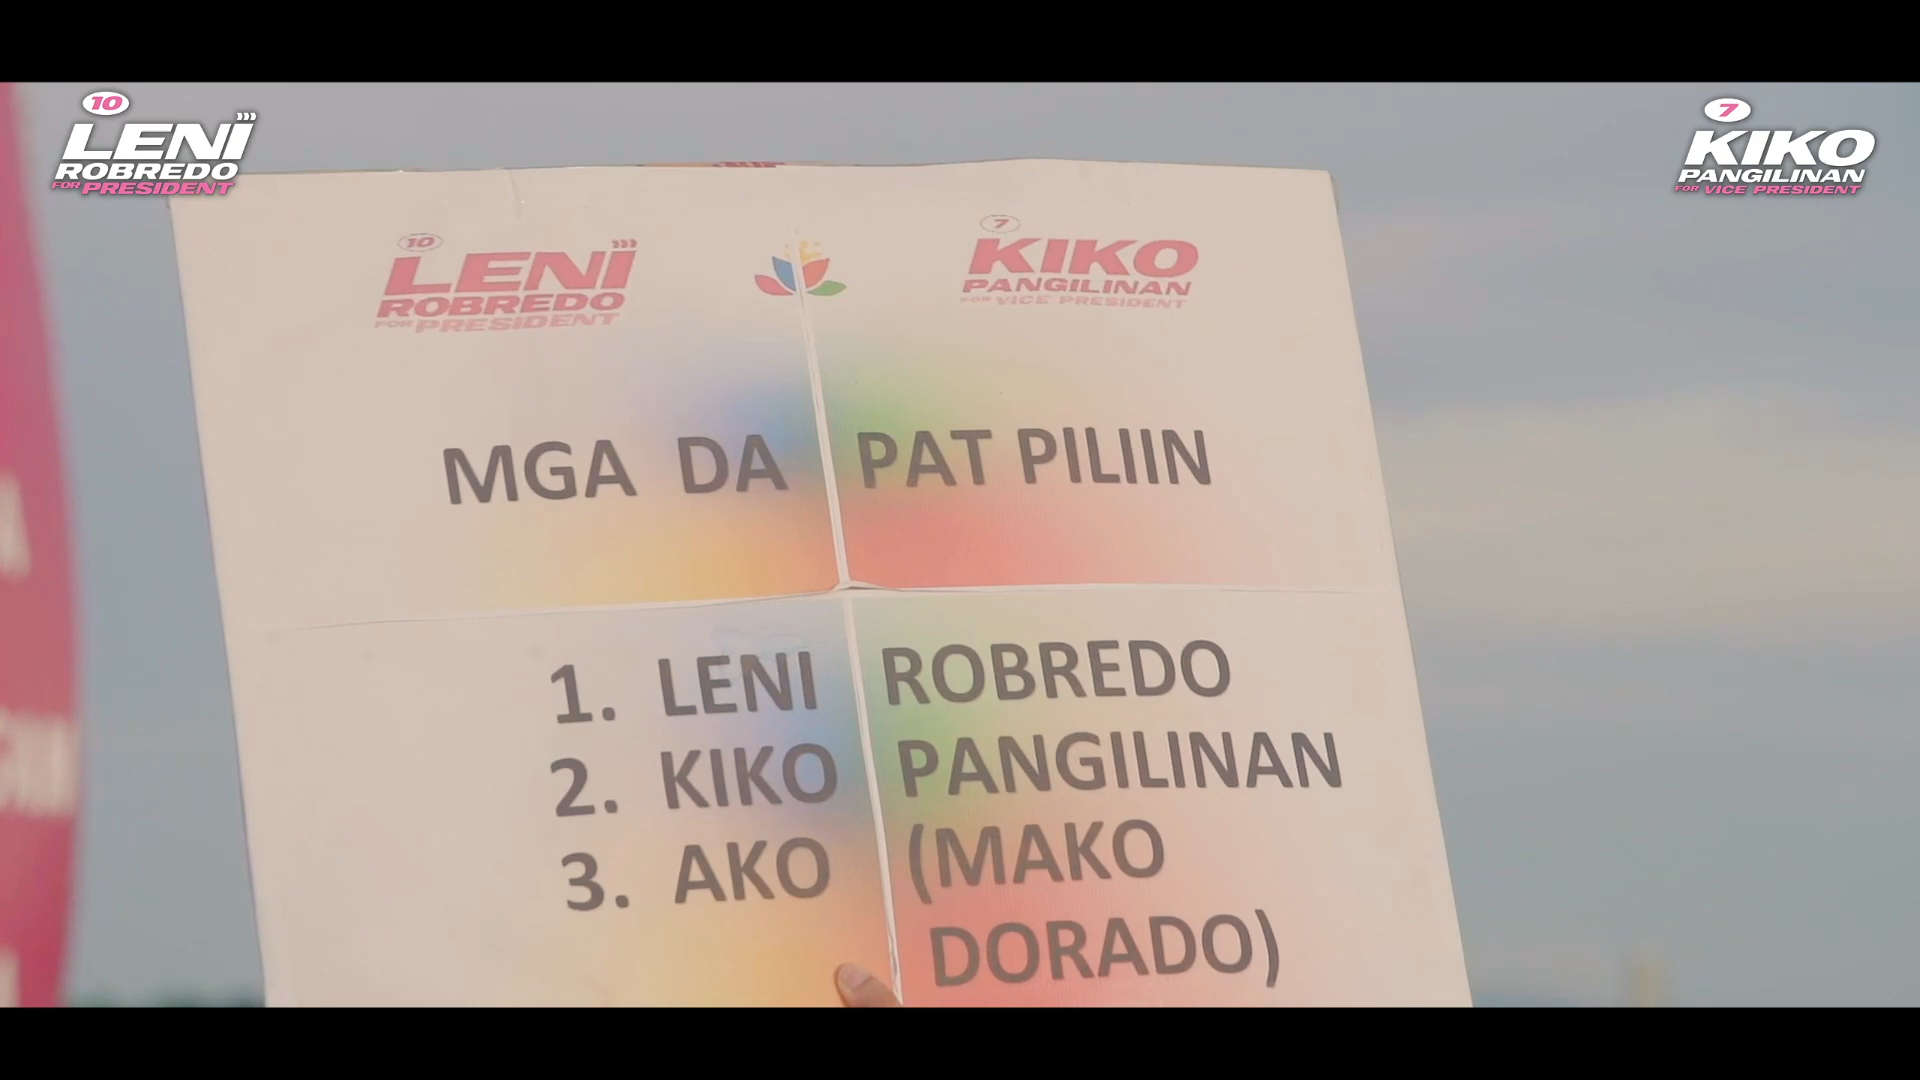 10
LENI
ROBREDO
FOR PRESIDENT
7
KIKO
PANGILINAN
FOR VICE PRESIDENT
10
LENI
ROBREDO
FOR PRESIDENT
7
KIKO
PANGILINAN
FOR VICE PRESIDENT
MGA DA PAT PILIIN
1. LENI ROBREDO
2. KIKO PANGILINAN
3. AKO (MAKO
DORADO)